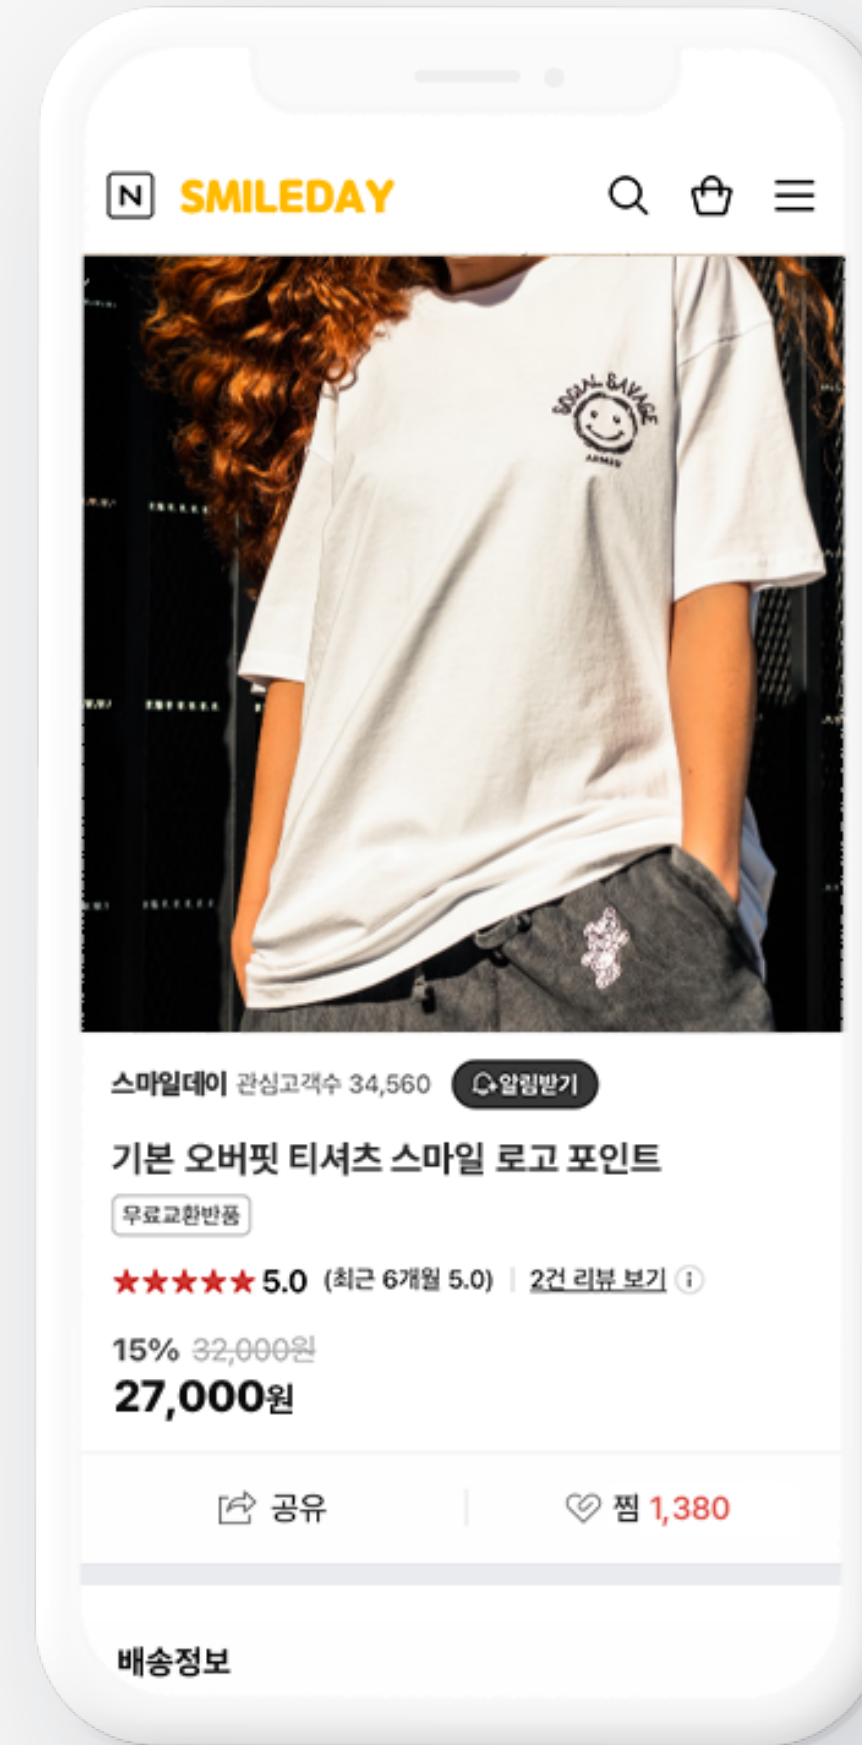 N SMILEDAY
SOCIAL SAVAGE
스마일데이 관심고객수 34,560 알림받기
기본 오버핏 티셔츠 스마일 로고 포인트
무료교환반품
★★★★★ 5.0 (최근 6개월 5.0) | 2건 리뷰 보기 i
15% 32,000원
27,000원
공유 | 찜 1,380
배송정보